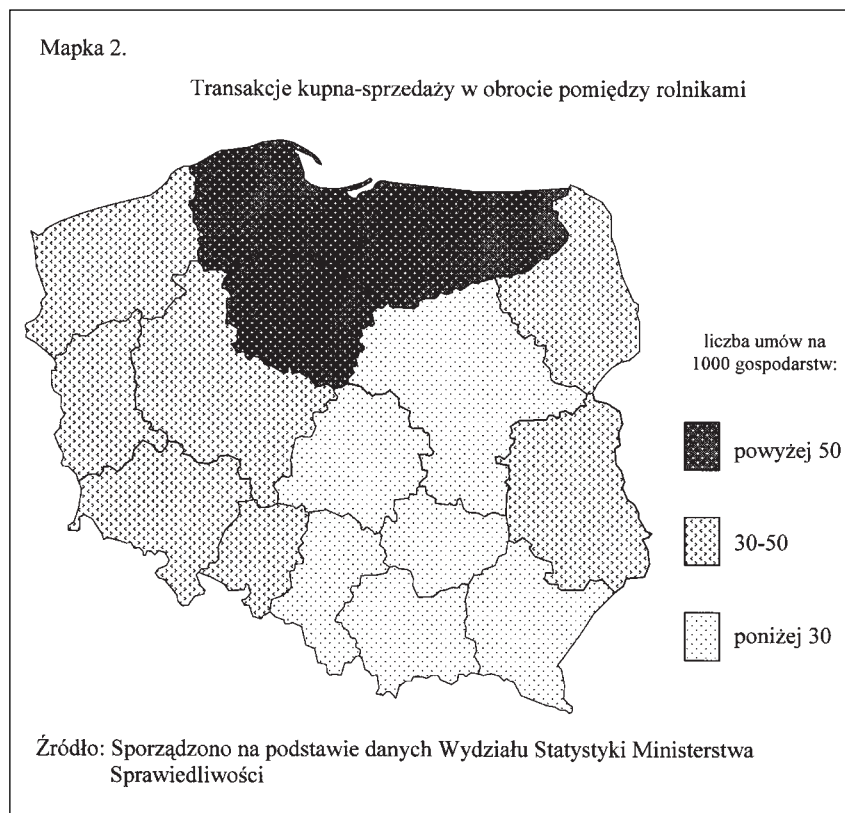 Mapka 2.
Transakcje kupna-sprzedaży w obrocie pomiędzy rolnikami
liczba umów na
1000 gospodarstw:
powyżej 50
30-50
poniżej 30
Źródło: Sporządzono na podstawie danych Wydziału Statystyki Ministerstwa
Sprawiedliwości